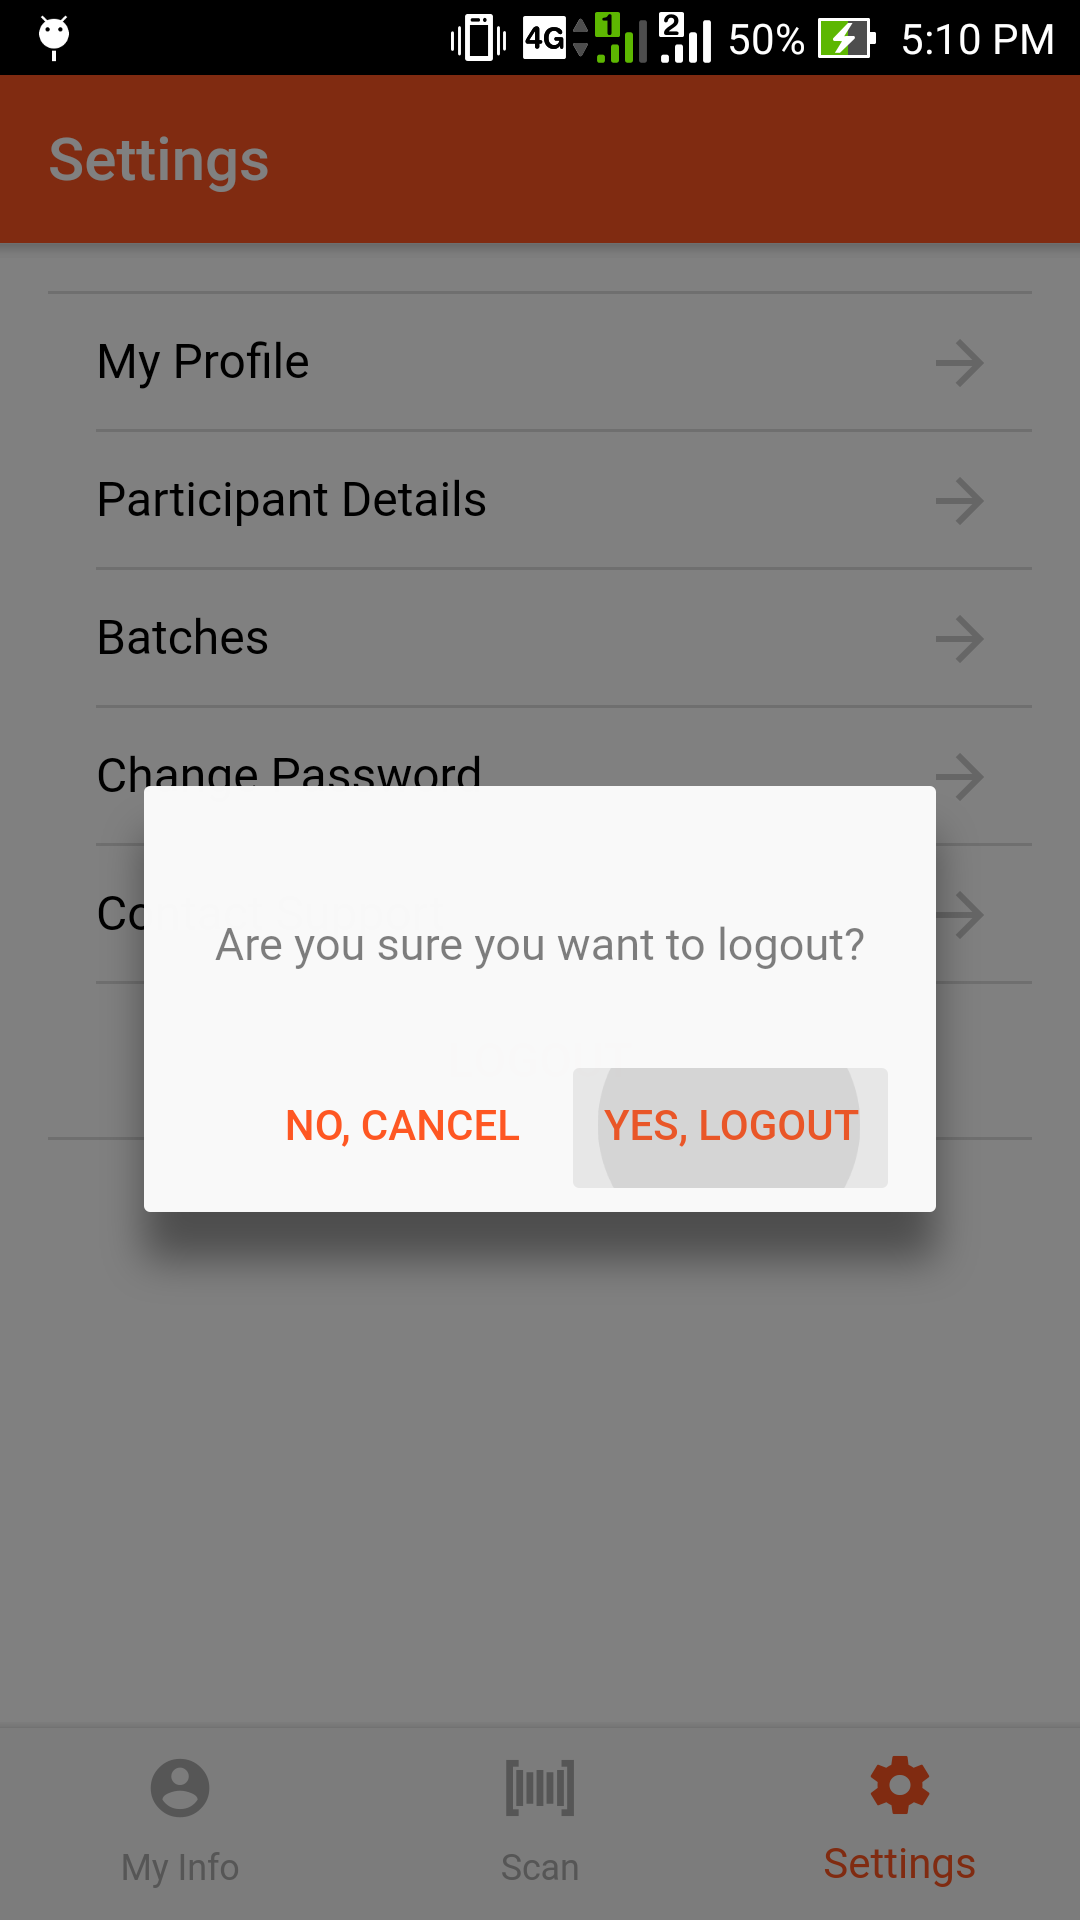 4G 1 2 50% 5:10 PM
Settings
My Profile
Participant Details
Batches
Change Password
Co
Are you sure you want to logout?
LOGOUT
NO, CANCEL YES, LOGOUT
My Info Scan Settings